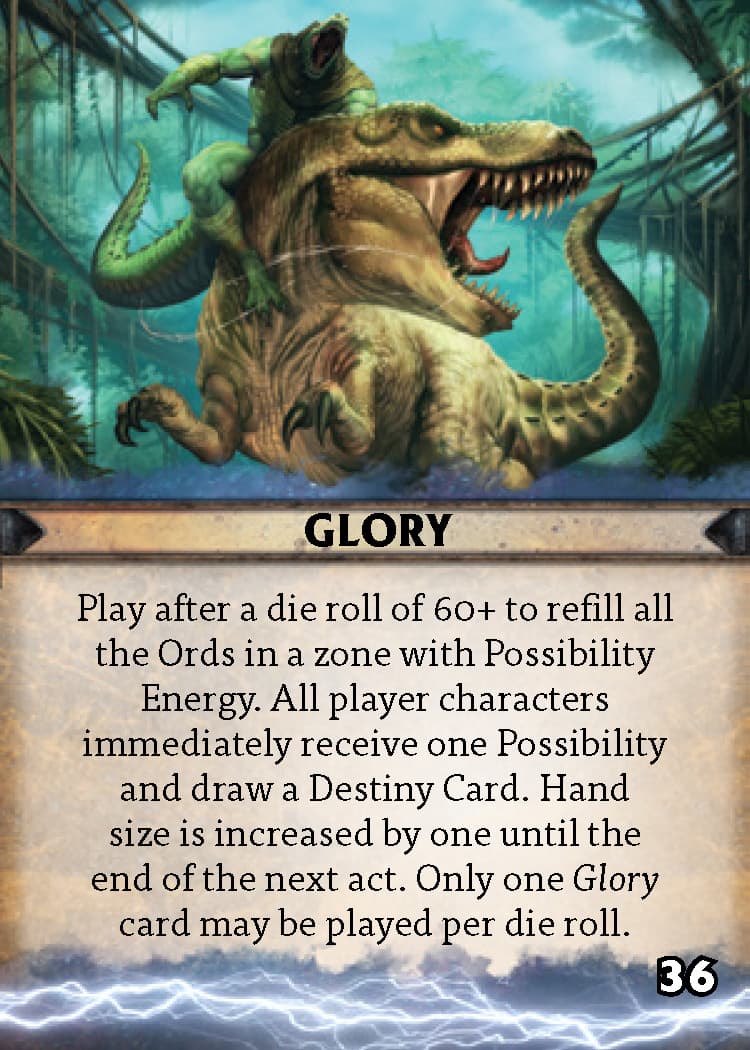 GLORY
Play after a die roll of 60+ to refill all
the Ords in a zone with Possibility
Energy. All player characters
immediately receive one Possibility
and draw a Destiny Card. Hand
size is increased by one until the
end of the next act. Only one Glory
card may be played per die roll.
36